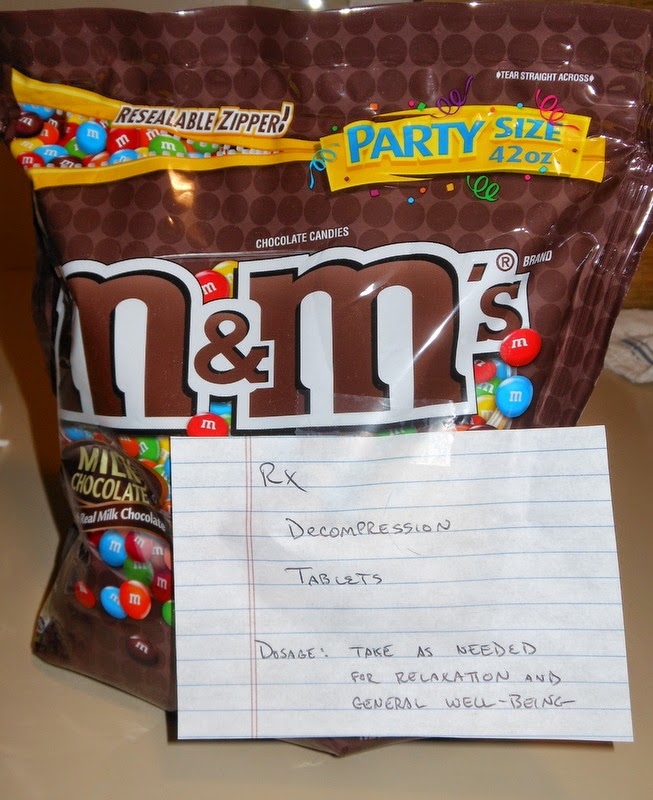 ♦TEAR STRAIGHT ACROSS♦
RESEALABLE ZIPPER!
PARTY SIZE
42oz
CHOCOLATE CANDIES
m&m's® BRAND
MILK
CHOCOLATE
Real Milk Chocolate
Rx
DECOMPRESSION
TABLETS
DOSAGE: TAKE AS NEEDED
FOR RELAXATION AND
GENERAL WELL-BEING